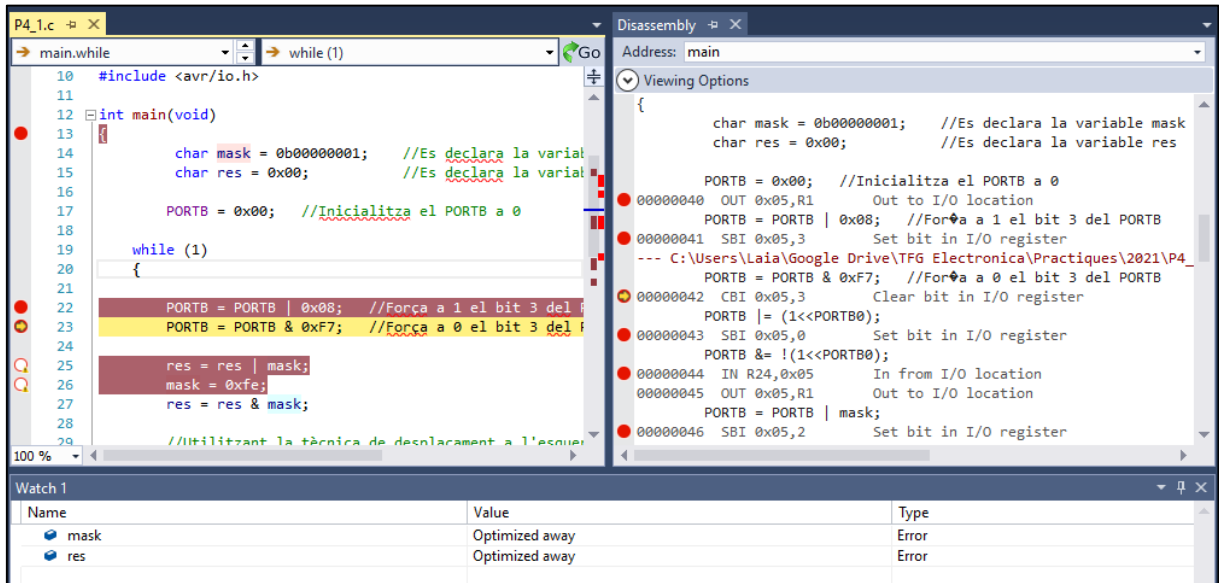 P4_1.c
main.while
while (1)
Go
10 #include <avr/io.h>
11
12 int main(void)
13 {
14 char mask = 0b00000001; //Es declara la variab
15 char res = 0x00; //Es declara la variab
16
17 PORTB = 0x00; //Inicialitza el PORTB a 0
18
19 while (1)
20 {
21
22 PORTB = PORTB | 0x08; //Força a 1 el bit 3 del P
23 PORTB = PORTB & 0xF7; //Força a 0 el bit 3 del P
24
25 res = res | mask;
26 mask = 0xfe;
27 res = res & mask;
28
29 //Utilitzant la tècnica de desplaçament a l'esquer
100 %
Disassembly
Address: main
Viewing Options
{
char mask = 0b00000001; //Es declara la variable mask
char res = 0x00; //Es declara la variable res
PORTB = 0x00; //Inicialitza el PORTB a 0
00000040 OUT 0x05,R1 Out to I/O location
PORTB = PORTB | 0x08; //For�a a 1 el bit 3 del PORTB
00000041 SBI 0x05,3 Set bit in I/O register
--- C:\Users\Laia\Google Drive\TFG Electronica\Practiques\2021\P4_
PORTB = PORTB & 0xF7; //For�a a 0 el bit 3 del PORTB
00000042 CBI 0x05,3 Clear bit in I/O register
PORTB |= (1<<PORTB0);
00000043 SBI 0x05,0 Set bit in I/O register
PORTB &= !(1<<PORTB0);
00000044 IN R24,0x05 In from I/O location
00000045 OUT 0x05,R1 Out to I/O location
PORTB = PORTB | mask;
00000046 SBI 0x05,2 Set bit in I/O register
Watch 1
Name Value Type
mask Optimized away Error
res Optimized away Error